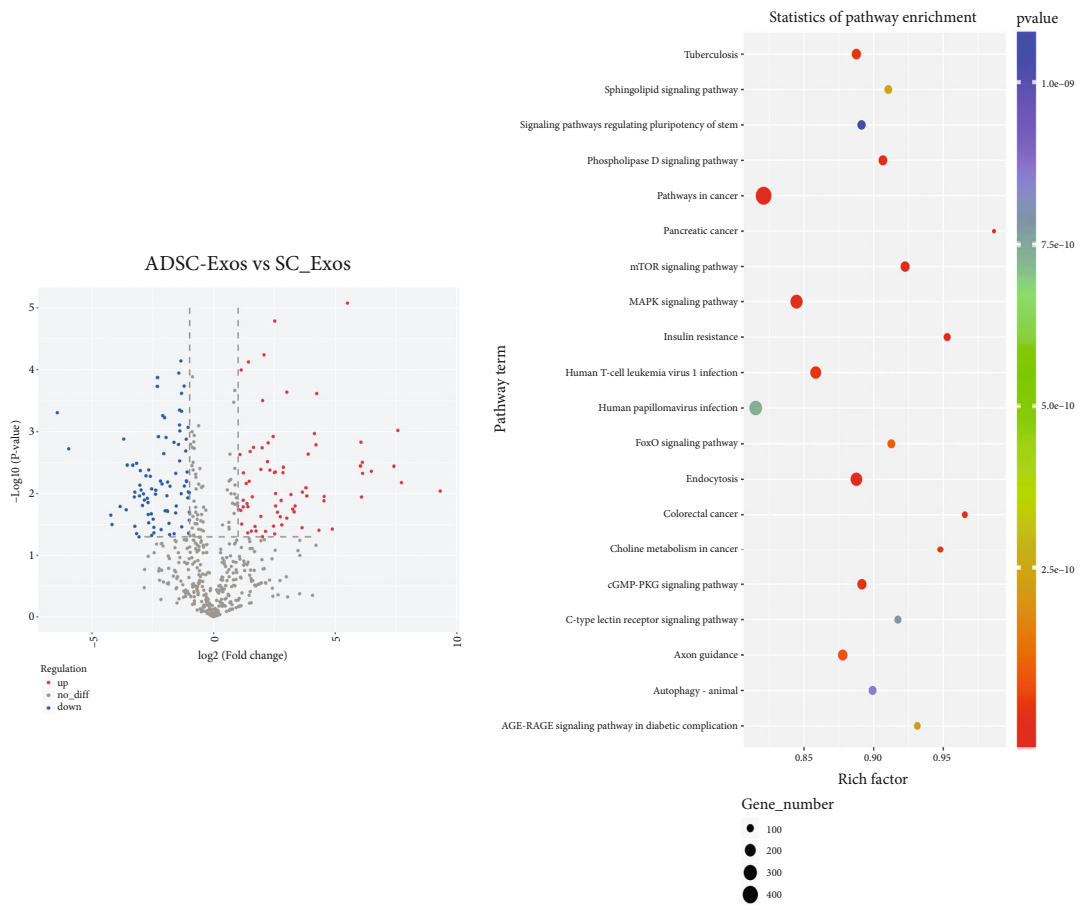 ADSC-Exos vs SC_Exos
−Log10 (P-value)
5
4
3
2
1
0
−5
0
5
10
log2 (Fold change)
Regulation
up
no_diff
down
Statistics of pathway enrichment
Pathway term
Tuberculosis
Sphingolipid signaling pathway
Signaling pathways regulating pluripotency of stem
Phospholipase D signaling pathway
Pathways in cancer
Pancreatic cancer
mTOR signaling pathway
MAPK signaling pathway
Insulin resistance
Human T-cell leukemia virus 1 infection
Human papillomavirus infection
FoxO signaling pathway
Endocytosis
Colorectal cancer
Choline metabolism in cancer
cGMP-PKG signaling pathway
C-type lectin receptor signaling pathway
Axon guidance
Autophagy - animal
AGE-RAGE signaling pathway in diabetic complication
0.85
0.90
0.95
Rich factor
pvalue
1.0e−09
7.5e−10
5.0e−10
2.5e−10
Gene_number
100
200
300
400